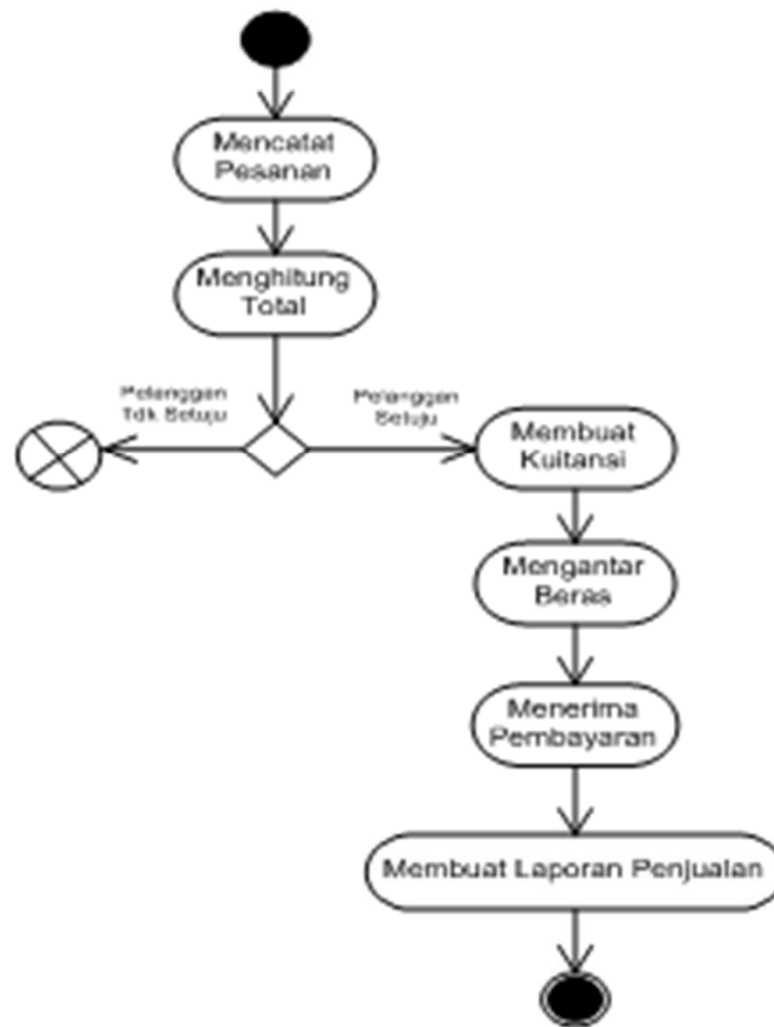 Mencatat
Pesanan
Menghitung
Total
Pelanggan
Tdk Setuju
Pelanggan
Setuju
Membuat
Kuitansi
Mengantar
Beras
Menerima
Pembayaran
Membuat Laporan Penjualan